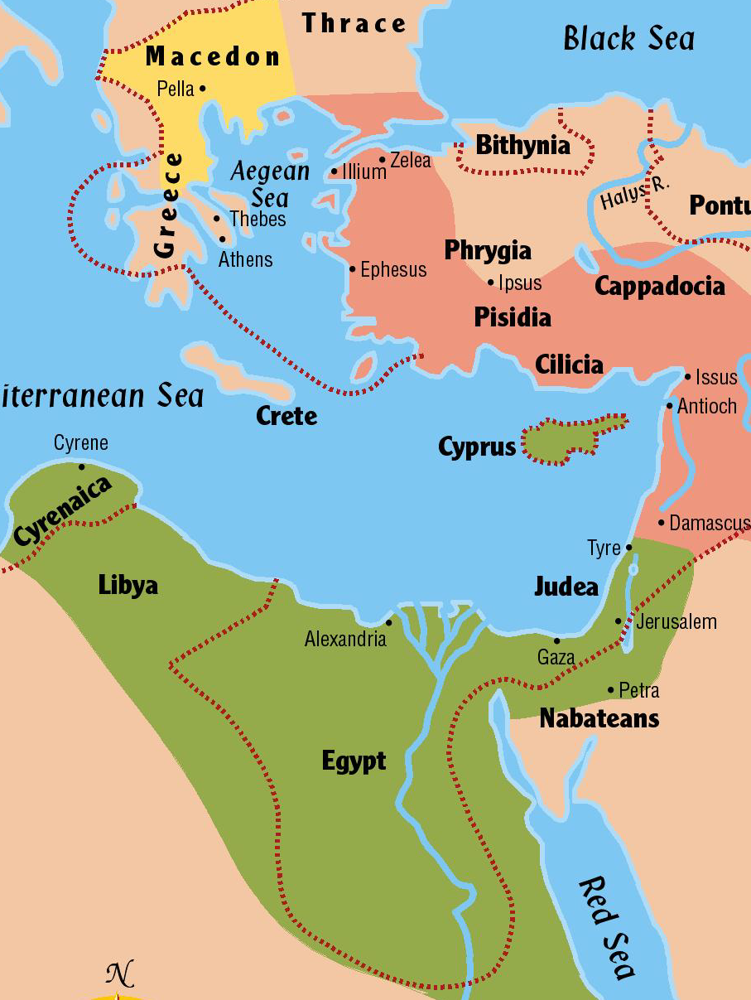 Thrace
Black Sea
Macedon
Pella
Bithynia
Zelea
Illium
Aegean
Sea
Halys R.
Pontu
Greece
Thebes
Athens
Phrygia
Ephesus
Ipsus
Cappadocia
Pisidia
Cilicia
Issus
iterranean Sea
Antioch
Crete
Cyrene
Cyprus
Cyrenaica
Damascus
Tyre
Libya
Judea
Jerusalem
Alexandria
Gaza
Petra
Nabateans
Egypt
Red Sea
N